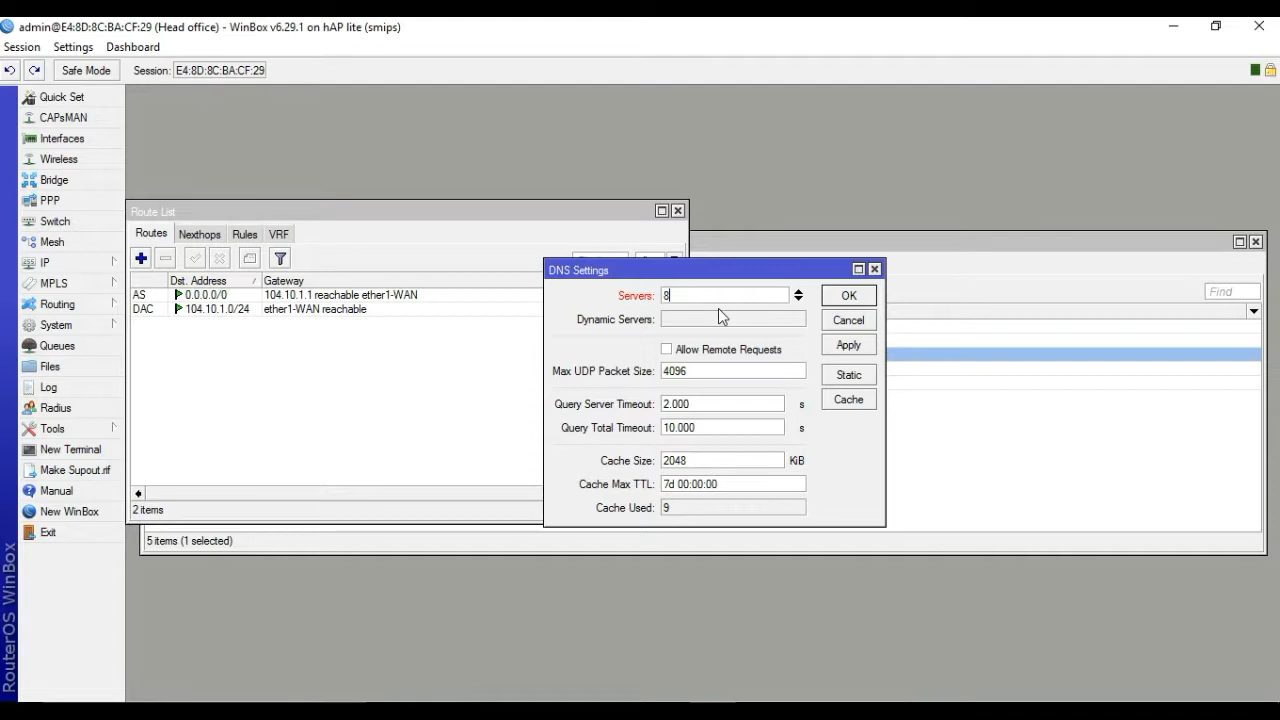 admin@E4:8D:8C:BA:CF:29 (Head office) - WinBox v6.29.1 on hAP lite (smips)
Session Settings Dashboard
Safe Mode Session: E4:8D:8C:BA:CF:29
Quick Set
CAPsMAN
Interfaces
Wireless
Bridge
PPP
Switch
Mesh
IP
MPLS
Routing
System
Queues
Files
Log
Radius
Tools
New Terminal
Make Supout.rif
Manual
New WinBox
Exit
RouterOS WinBox
Route List
Routes Nexthops Rules VRF
Dst. Address Gateway
AS 0.0.0.0/0 104.10.1.1 reachable ether1-WAN
DAC 104.10.1.0/24 ether1-WAN reachable
2 items
Find
5 items (1 selected)
DNS Settings
Servers: 8
Dynamic Servers:
Allow Remote Requests
Max UDP Packet Size: 4096
Query Server Timeout: 2.000 s
Query Total Timeout: 10.000 s
Cache Size: 2048 KiB
Cache Max TTL: 7d 00:00:00
Cache Used: 9
OK
Cancel
Apply
Static
Cache